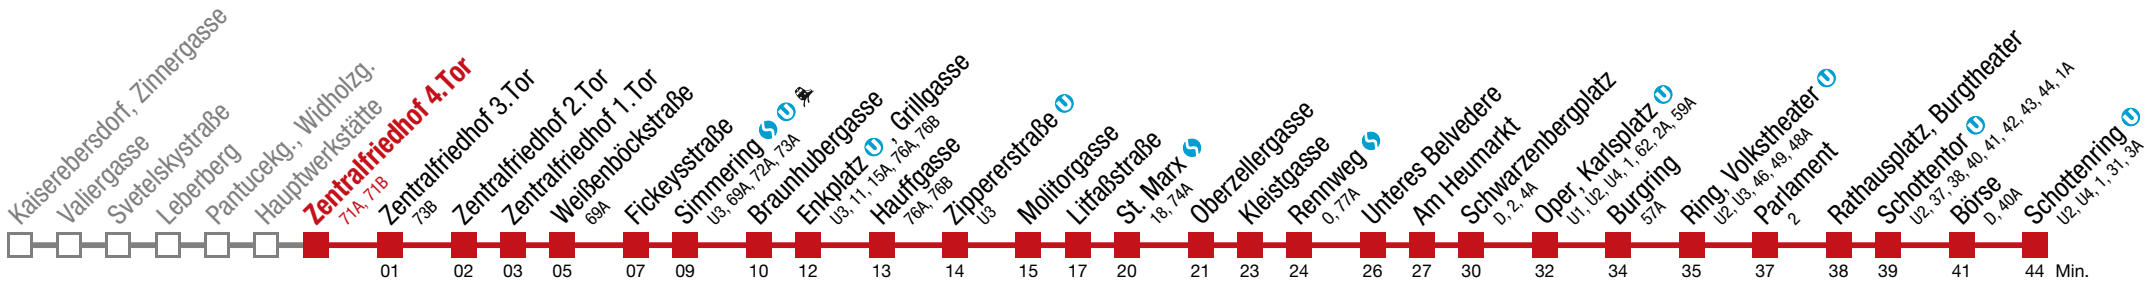 Kaiserebersdorf, Zinnergasse
Valiergasse
Svetelskystraße
Leberberg
Pantucekg., Widholzg.
Hauptwerkstätte
Zentralfriedhof 4.Tor
71A, 71B
Zentralfriedhof 3.Tor
73B
Zentralfriedhof 2.Tor
Zentralfriedhof 1.Tor
Weißenböckstraße
69A
Fickeysstraße
Simmering
U3, 69A, 72A, 73A
Braunhubergasse
Enkplatz U, Grillgasse
U3, 11, 15A, 76A, 76B
Hauffgasse
76A, 76B
Zippererstraße U
U3
Molitorgasse
Litfaßstraße
St. Marx
18, 74A
Oberzellergasse
Kleistgasse
Rennweg
O, 77A
Unteres Belvedere
Am Heumarkt
Schwarzenbergplatz
D, 2, 4A
Oper, Karlsplatz U
U1, U2, U4, 1, 62, 2A, 59A
Burgring
57A
Ring, Volkstheater U
U2, U3, 46, 49, 48A
Parlament
2
Rathausplatz, Burgtheater
Schottentor U
U2, 37, 38, 40, 41, 42, 43, 44, 1A
Börse
D, 40A
Schottenring U
U2, U4, 1, 31, 3A
01 02 03 05 07 09 10 12 13 14 15 17 20 21 23 24 26 27 30 32 34 35 37 38 39 41 44 Min.